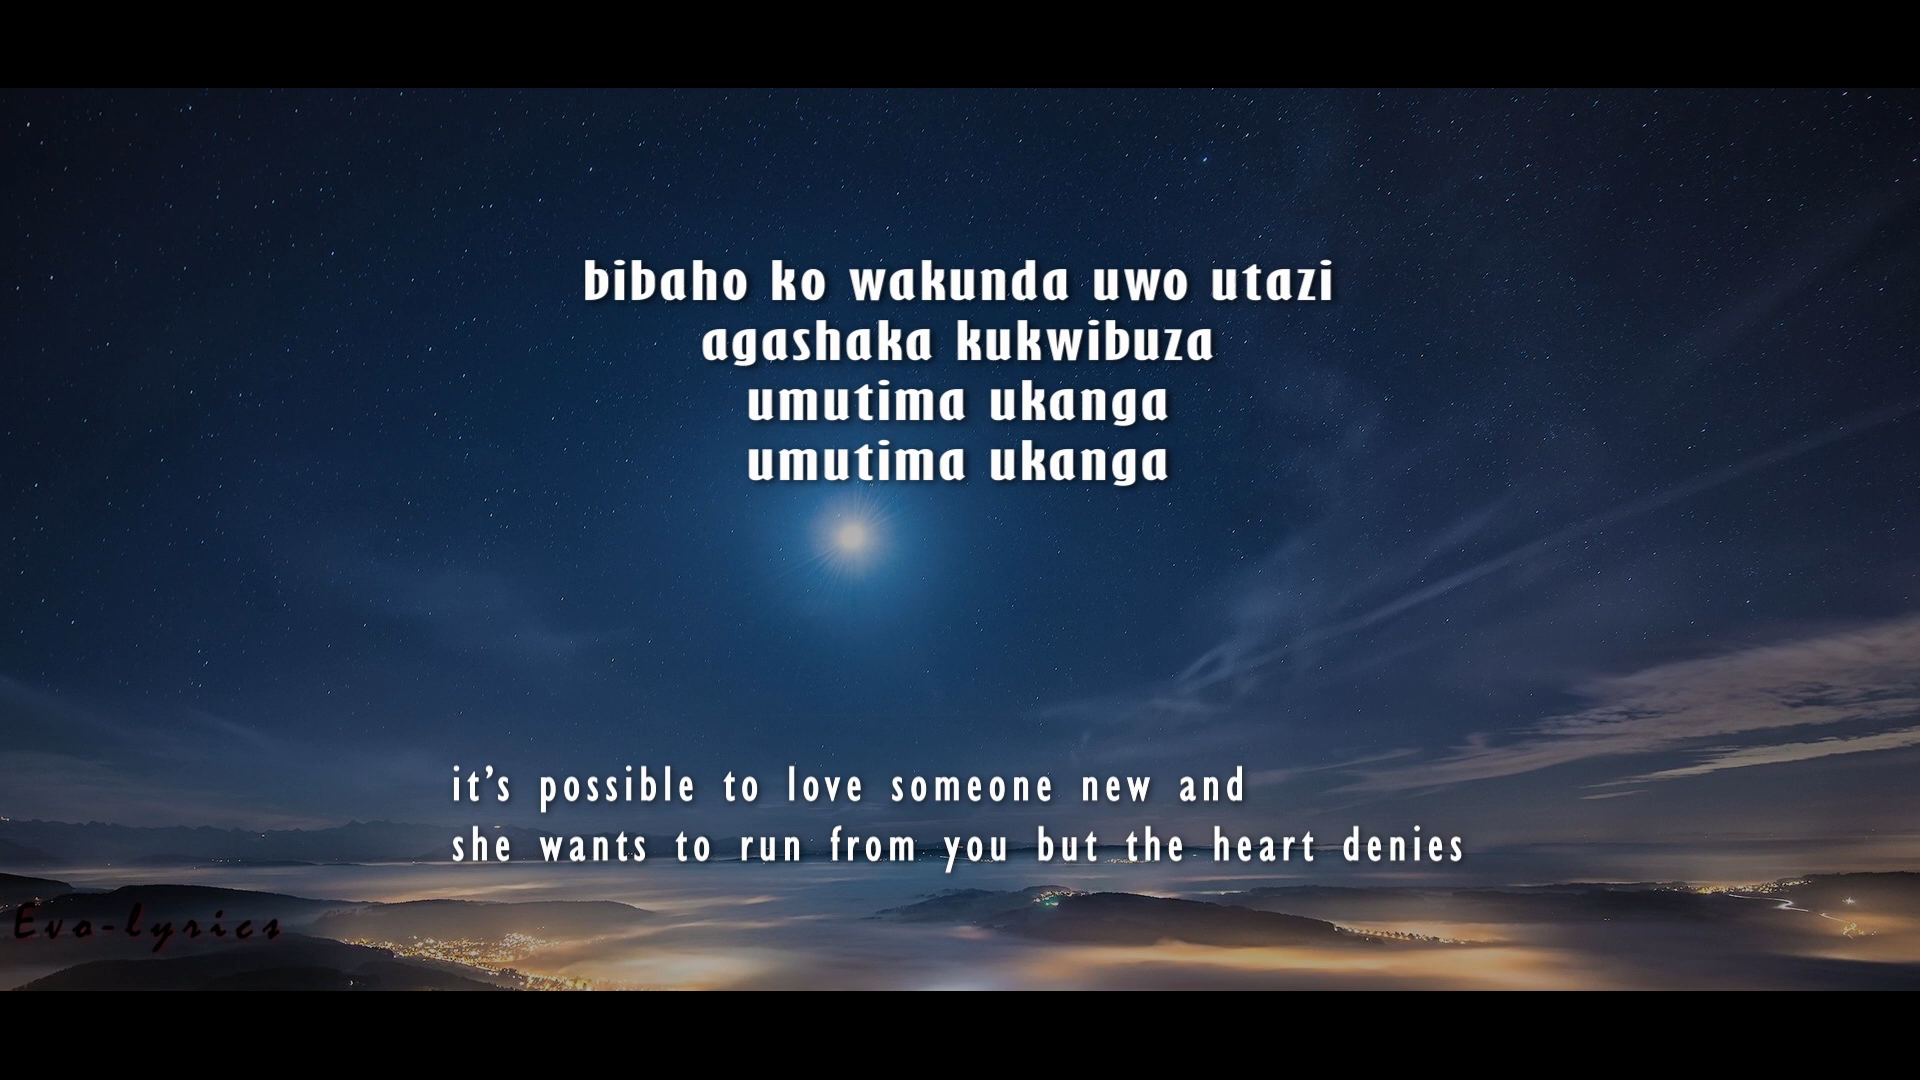 bibaho ko wakunda uwo utazi
agashaka kukwibuza
umutima ukanga
umutima ukanga
it's possible to love someone new and
she wants to run from you but the heart denies
Evo-lyrics